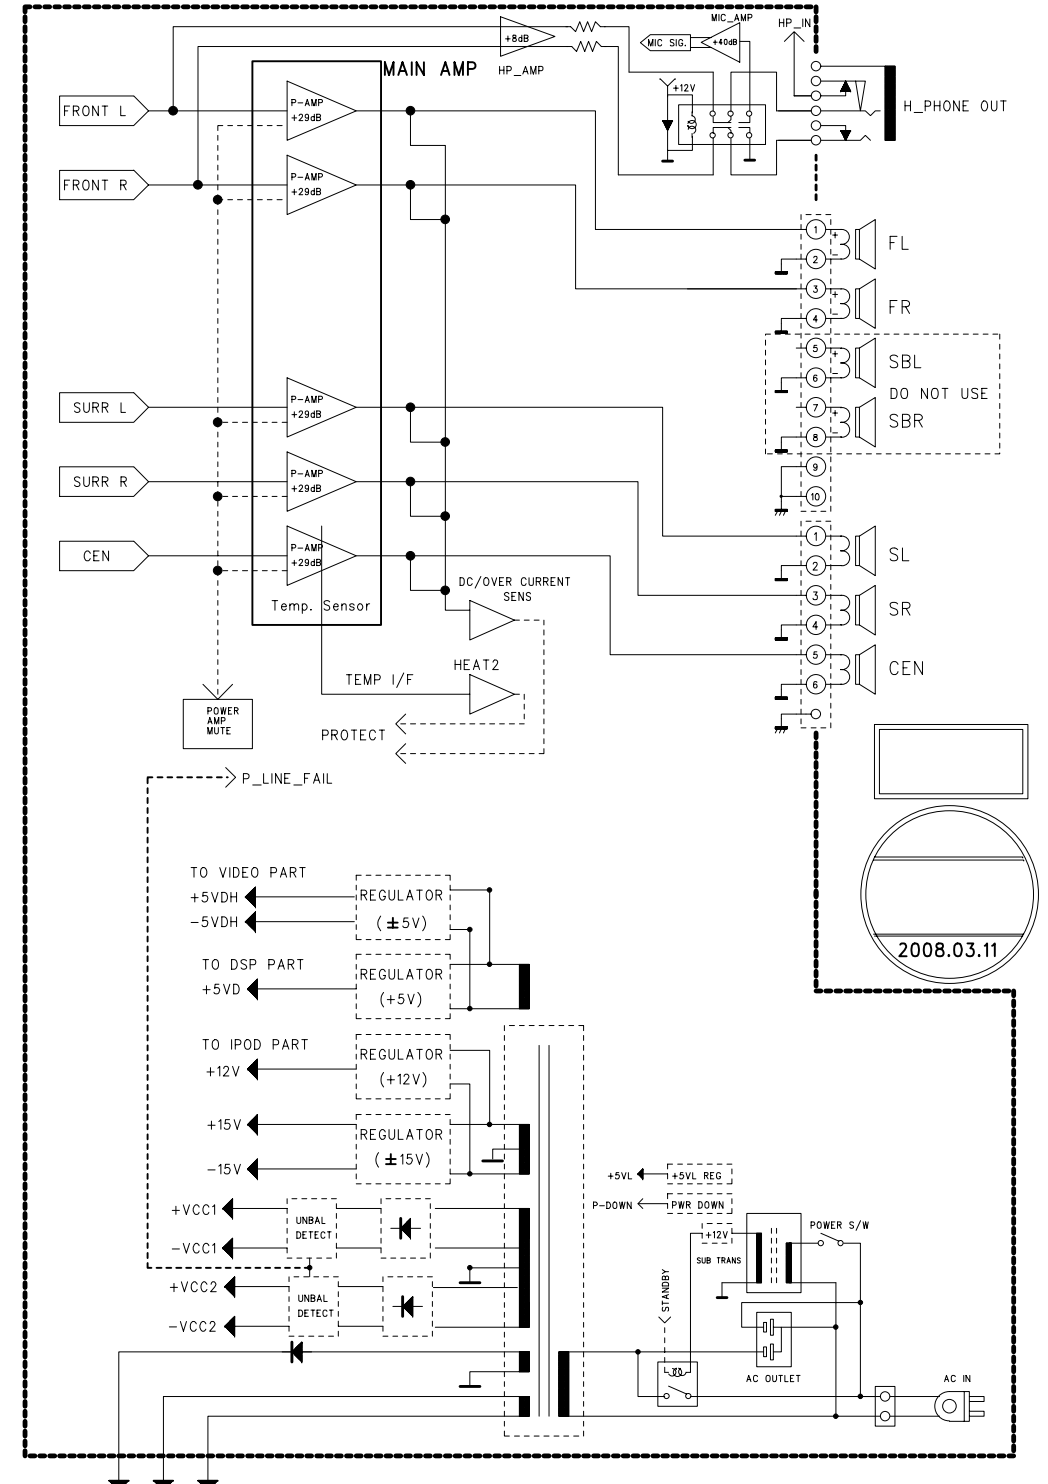 MIC_AMP
HP_IN
+8dB
MIC SIG.
+40dB
MAIN AMP
HP_AMP
+12V
FRONT L
P-AMP
+29dB
H_PHONE OUT
FRONT R
P-AMP
+29dB
1
+
FL
2
-
3
+
FR
4
-
5
+
SBL
6
-
DO NOT USE
7
+
SBR
8
-
SURR L
P-AMP
+29dB
9
SURR R
P-AMP
+29dB
10
1
SL
2
CEN
P-AMP
+29dB
DC/OVER CURRENT
SENS
3
SR
4
Temp. Sensor
HEAT2
5
CEN
6
TEMP I/F
POWER
AMP
MUTE
PROTECT
P_LINE_FAIL
TO VIDEO PART
+5VDH
REGULATOR
-5VDH
(±5V)
2008.03.11
TO DSP PART
+5VD
REGULATOR
(+5V)
TO IPOD PART
+12V
REGULATOR
(+12V)
+15V
REGULATOR
-15V
(±15V)
+5VL
+5VL REG
P-DOWN
PWR DOWN
+VCC1
UNBAL
DETECT
-VCC1
+12V
POWER S/W
SUB TRANS
+VCC2
UNBAL
DETECT
-VCC2
STANDBY
AC OUTLET
AC IN